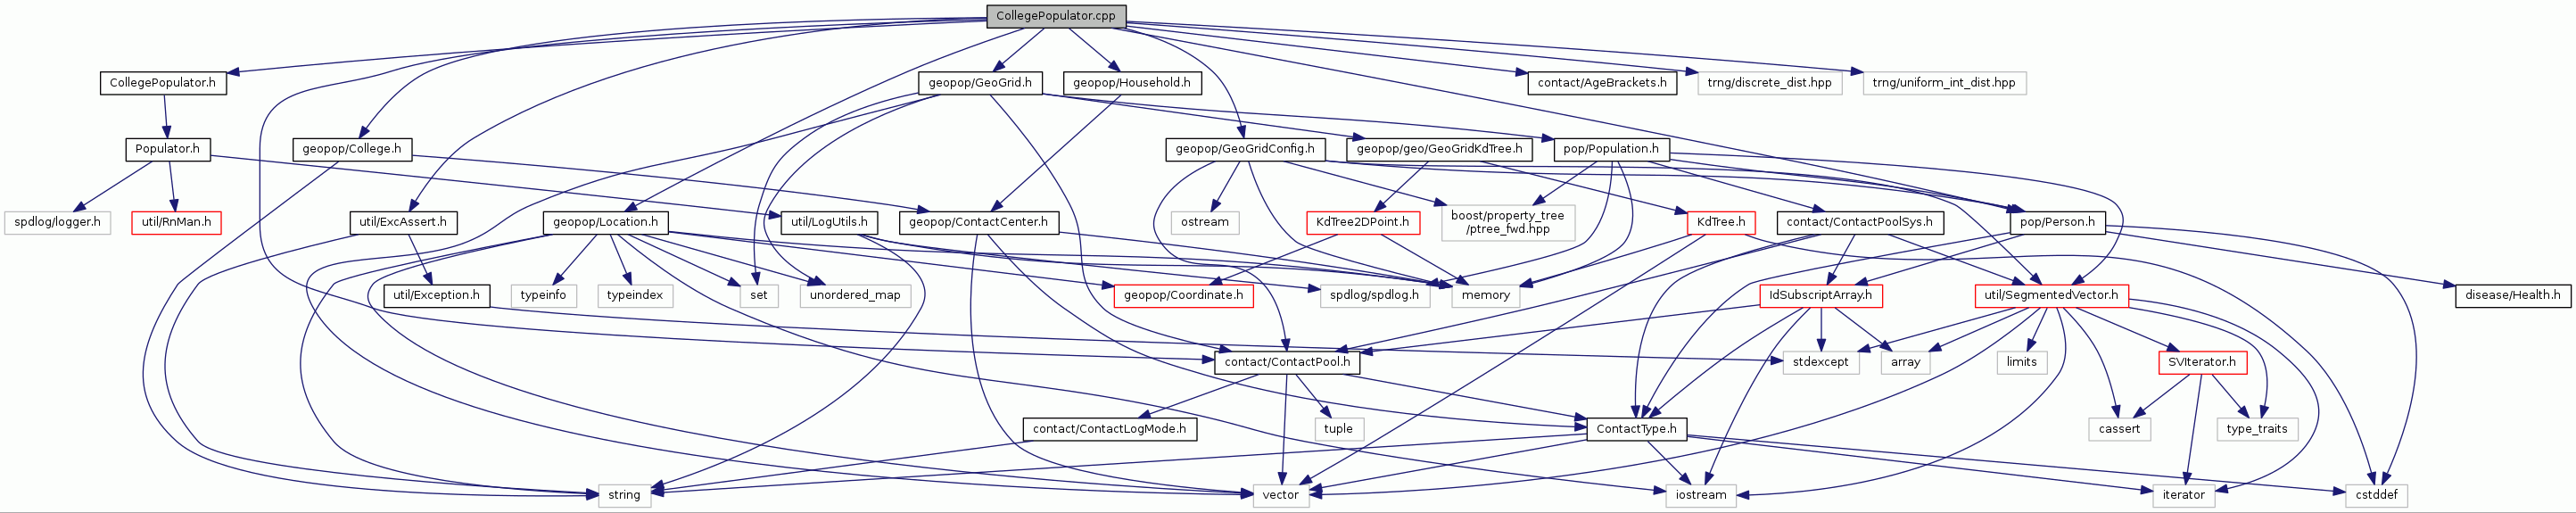 CollegePopulator.cpp
CollegePopulator.h
geopop/GeoGrid.h
geopop/Household.h
contact/AgeBrackets.h
trng/discrete_dist.hpp
trng/uniform_int_dist.hpp
Populator.h
geopop/College.h
geopop/GeoGridConfig.h
geopop/geo/GeoGridKdTree.h
pop/Population.h
spdlog/logger.h
util/RnMan.h
util/ExcAssert.h
geopop/Location.h
util/LogUtils.h
geopop/ContactCenter.h
ostream
KdTree2DPoint.h
boost/property_tree
/ptree_fwd.hpp
KdTree.h
contact/ContactPoolSys.h
pop/Person.h
util/Exception.h
typeinfo
typeindex
set
unordered_map
geopop/Coordinate.h
spdlog/spdlog.h
memory
IdSubscriptArray.h
util/SegmentedVector.h
disease/Health.h
contact/ContactPool.h
stdexcept
array
limits
SVIterator.h
contact/ContactLogMode.h
tuple
ContactType.h
cassert
type_traits
string
vector
iostream
iterator
cstddef